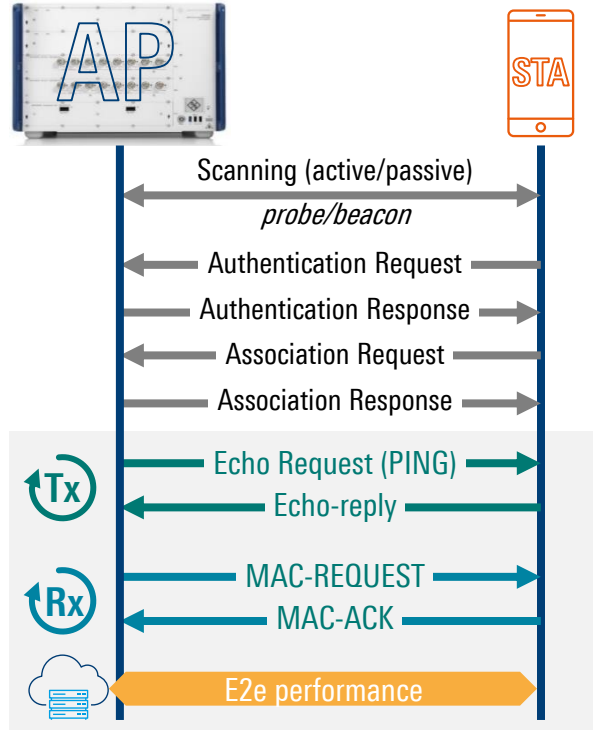 AP
STA
Scanning (active/passive)
probe/beacon
Authentication Request
Authentication Response
Association Request
Association Response
Echo Request (PING)
Tx
Echo-reply
MAC-REQUEST
Rx
MAC-ACK
E2e performance